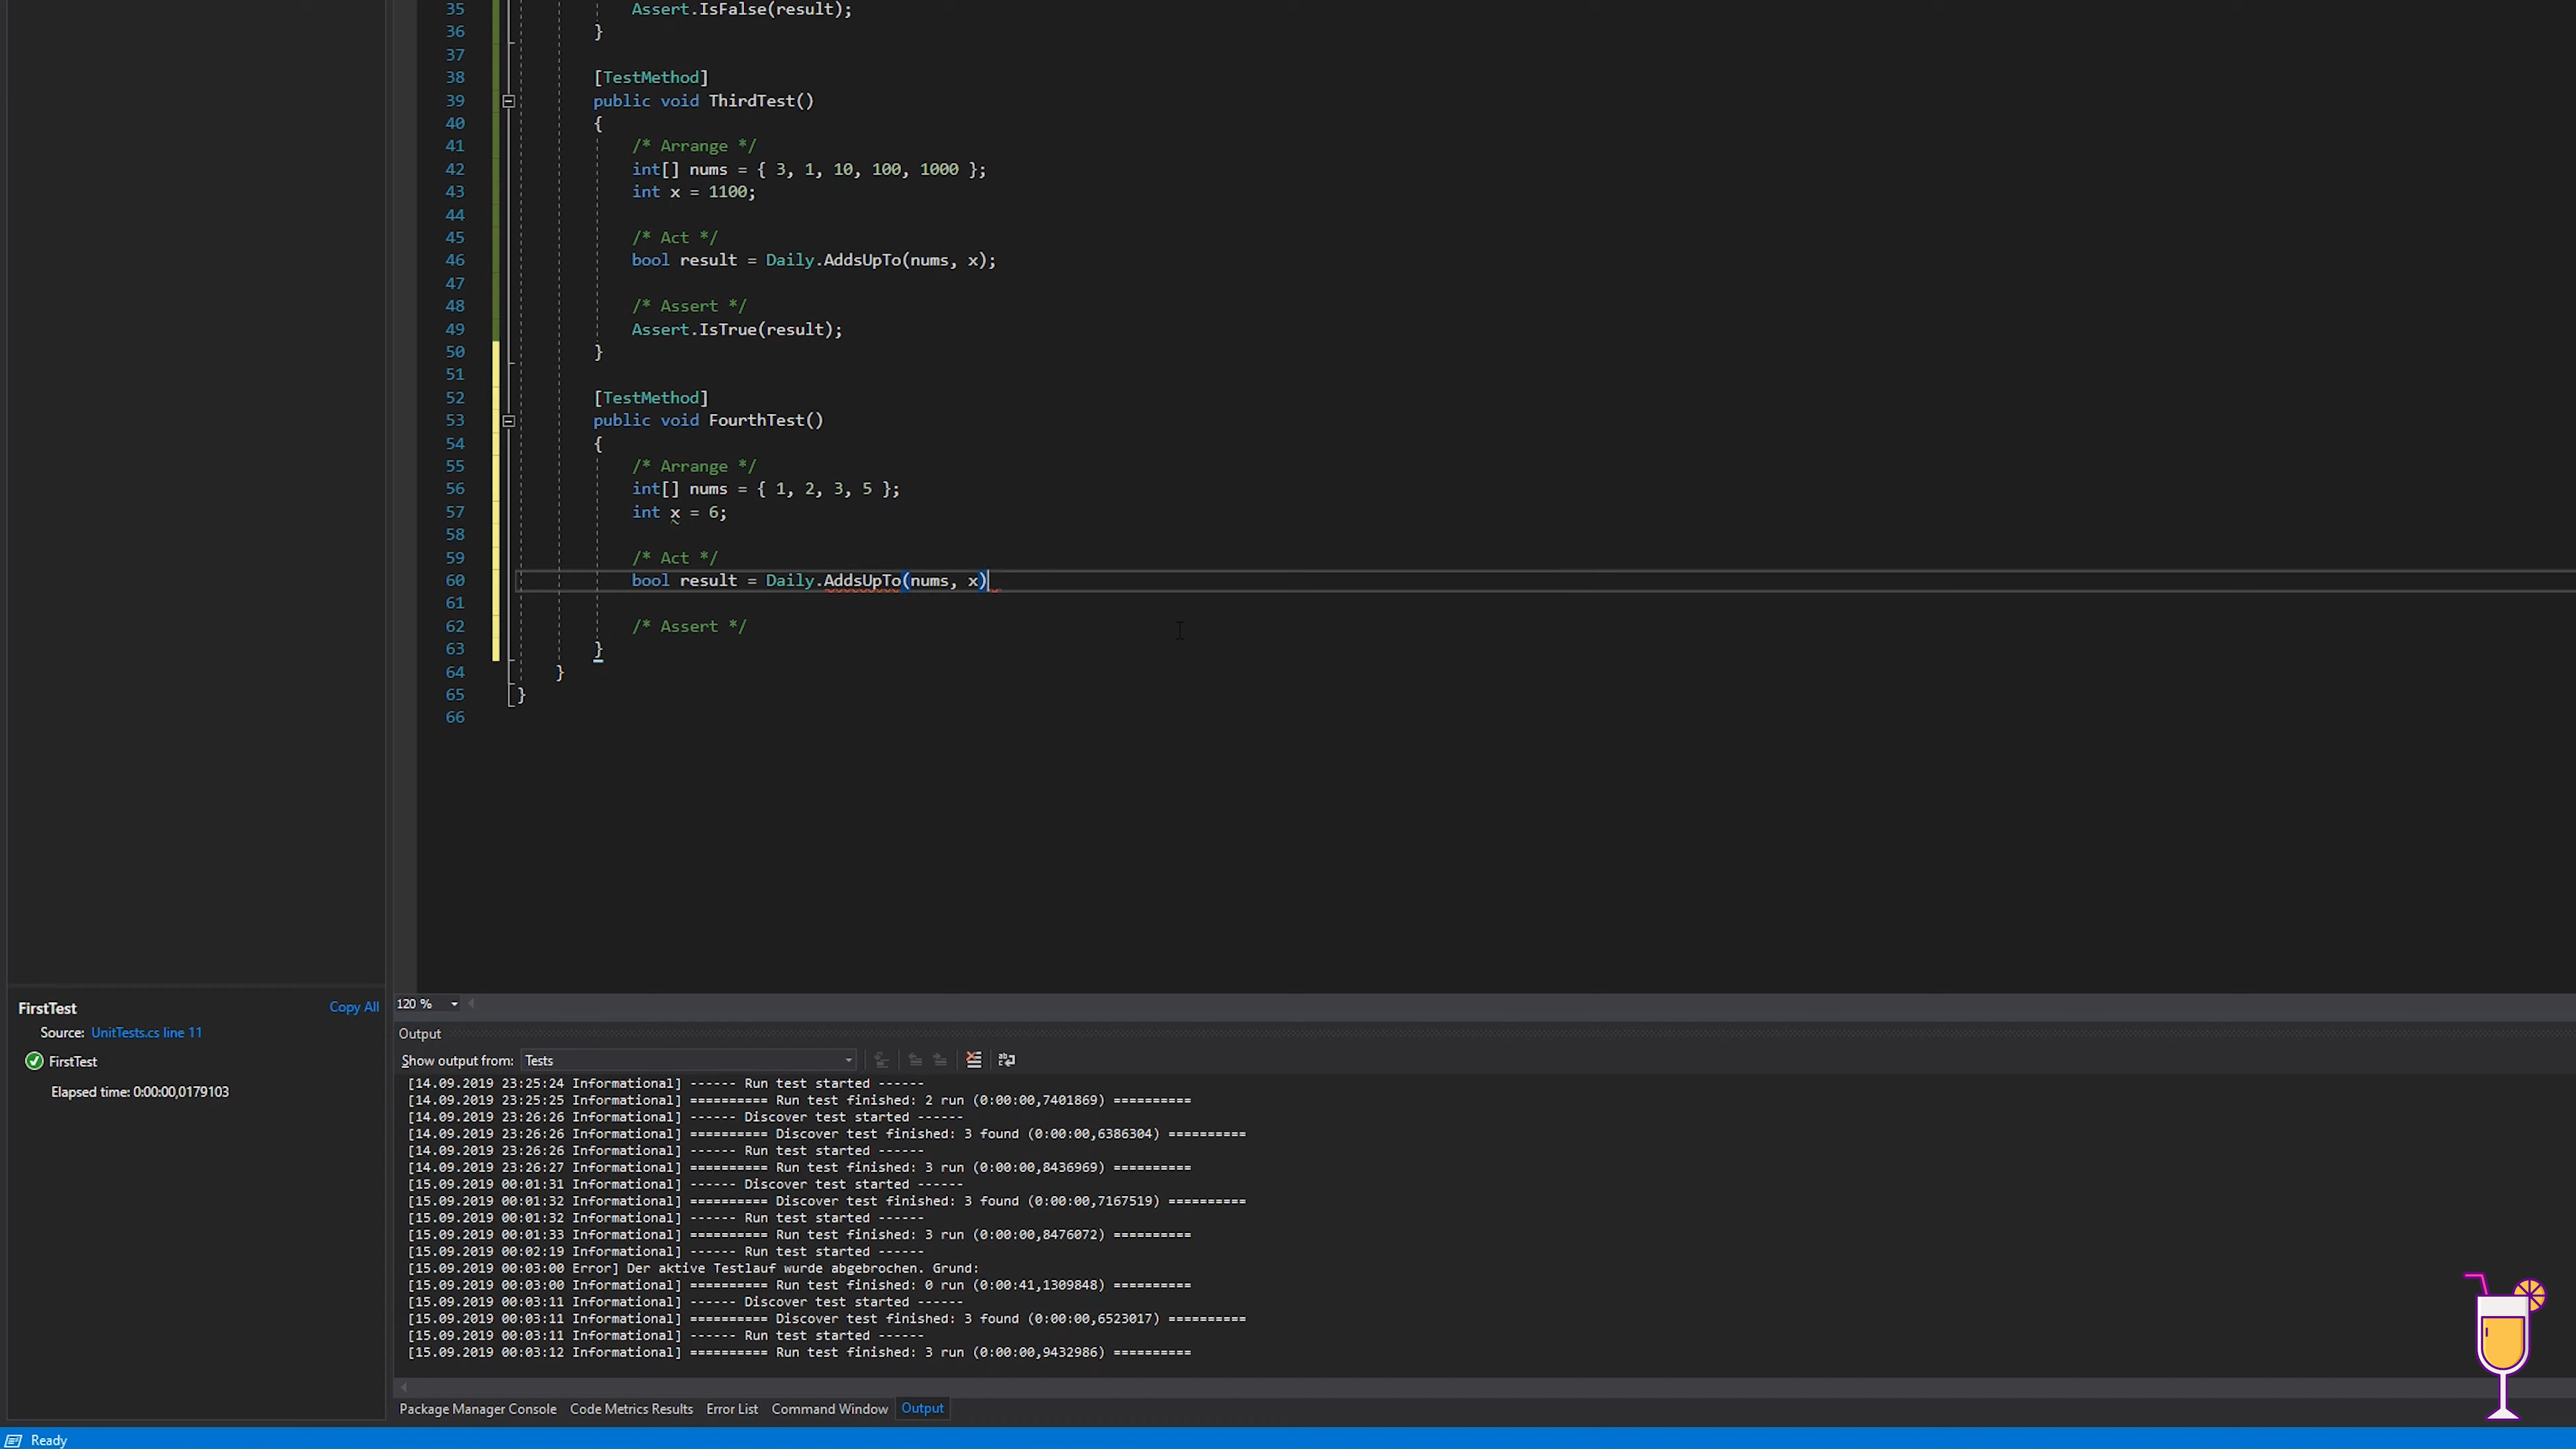 35 Assert.IsFalse(result);
36 }
37
38 [TestMethod]
39 public void ThirdTest()
40 {
41 /* Arrange */
42 int[] nums = { 3, 1, 10, 100, 1000 };
43 int x = 1100;
44
45 /* Act */
46 bool result = Daily.AddsUpTo(nums, x);
47
48 /* Assert */
49 Assert.IsTrue(result);
50 }
51
52 [TestMethod]
53 public void FourthTest()
54 {
55 /* Arrange */
56 int[] nums = { 1, 2, 3, 5 };
57 int x = 6;
58
59 /* Act */
60 bool result = Daily.AddsUpTo(nums, x)
61
62 /* Assert */
63 }
64 }
65 }
66
FirstTest Copy All
Source: UnitTests.cs line 11
FirstTest
Elapsed time: 0:00:00,0179103
120 %
Output
Show output from: Tests
[14.09.2019 23:25:24 Informational] ------ Run test started ------
[14.09.2019 23:25:25 Informational] ========== Run test finished: 2 run (0:00:00,7401869) ==========
[14.09.2019 23:26:26 Informational] ------ Discover test started ------
[14.09.2019 23:26:26 Informational] ========== Discover test finished: 3 found (0:00:00,6386304) ==========
[14.09.2019 23:26:26 Informational] ------ Run test started ------
[14.09.2019 23:26:27 Informational] ========== Run test finished: 3 run (0:00:00,8436969) ==========
[15.09.2019 00:01:31 Informational] ------ Discover test started ------
[15.09.2019 00:01:32 Informational] ========== Discover test finished: 3 found (0:00:00,7167519) ==========
[15.09.2019 00:01:32 Informational] ------ Run test started ------
[15.09.2019 00:01:33 Informational] ========== Run test finished: 3 run (0:00:00,8476072) ==========
[15.09.2019 00:02:19 Informational] ------ Run test started ------
[15.09.2019 00:03:00 Error] Der aktive Testlauf wurde abgebrochen. Grund:
[15.09.2019 00:03:00 Informational] ========== Run test finished: 0 run (0:00:41,1309848) ==========
[15.09.2019 00:03:11 Informational] ------ Discover test started ------
[15.09.2019 00:03:11 Informational] ========== Discover test finished: 3 found (0:00:00,6523017) ==========
[15.09.2019 00:03:11 Informational] ------ Run test started ------
[15.09.2019 00:03:12 Informational] ========== Run test finished: 3 run (0:00:00,9432986) ==========
Package Manager Console Code Metrics Results Error List Command Window Output
Ready